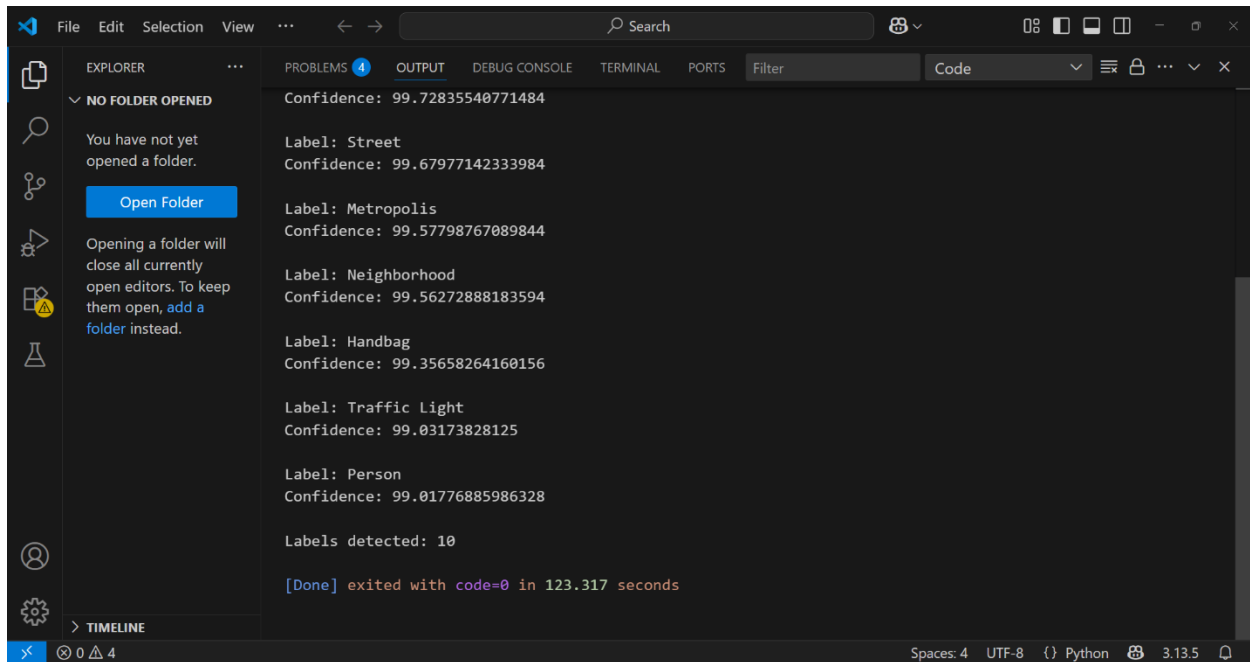 File Edit Selection View ··· Search
EXPLORER ···
NO FOLDER OPENED
You have not yet
opened a folder.
Open Folder
Opening a folder will
close all currently
open editors. To keep
them open, add a
folder instead.
TIMELINE
PROBLEMS 4 OUTPUT DEBUG CONSOLE TERMINAL PORTS Filter Code
Confidence: 99.72835540771484
Label: Street
Confidence: 99.67977142333984
Label: Metropolis
Confidence: 99.57798767089844
Label: Neighborhood
Confidence: 99.56272888183594
Label: Handbag
Confidence: 99.35658264160156
Label: Traffic Light
Confidence: 99.03173828125
Label: Person
Confidence: 99.01776885986328
Labels detected: 10
[Done] exited with code=0 in 123.317 seconds
0 4 Spaces: 4 UTF-8 {} Python 3.13.5